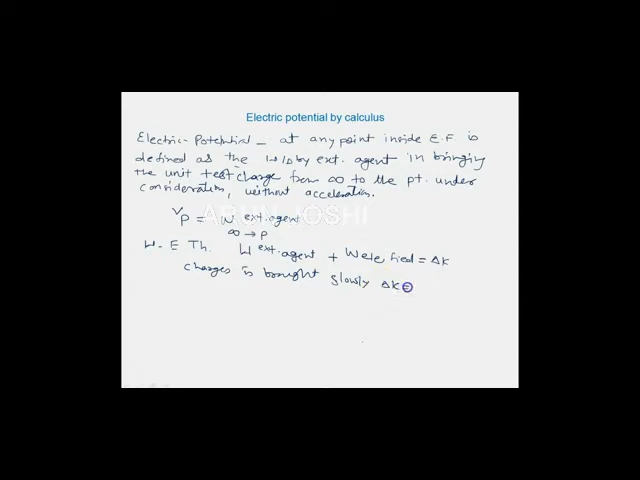 Electric potential by calculus
Electric-Potential - at any point inside E.F is
defined as the W/D by ext. agent in bringing
the unit test charge from ∞ to the pt. under
consideration, without acceleration.
ARUN JOSHI
Vp = W ext. agent
∞ → P
W-E Th. W ext. agent + W ele field = ΔK
charges is brought slowly ΔK =